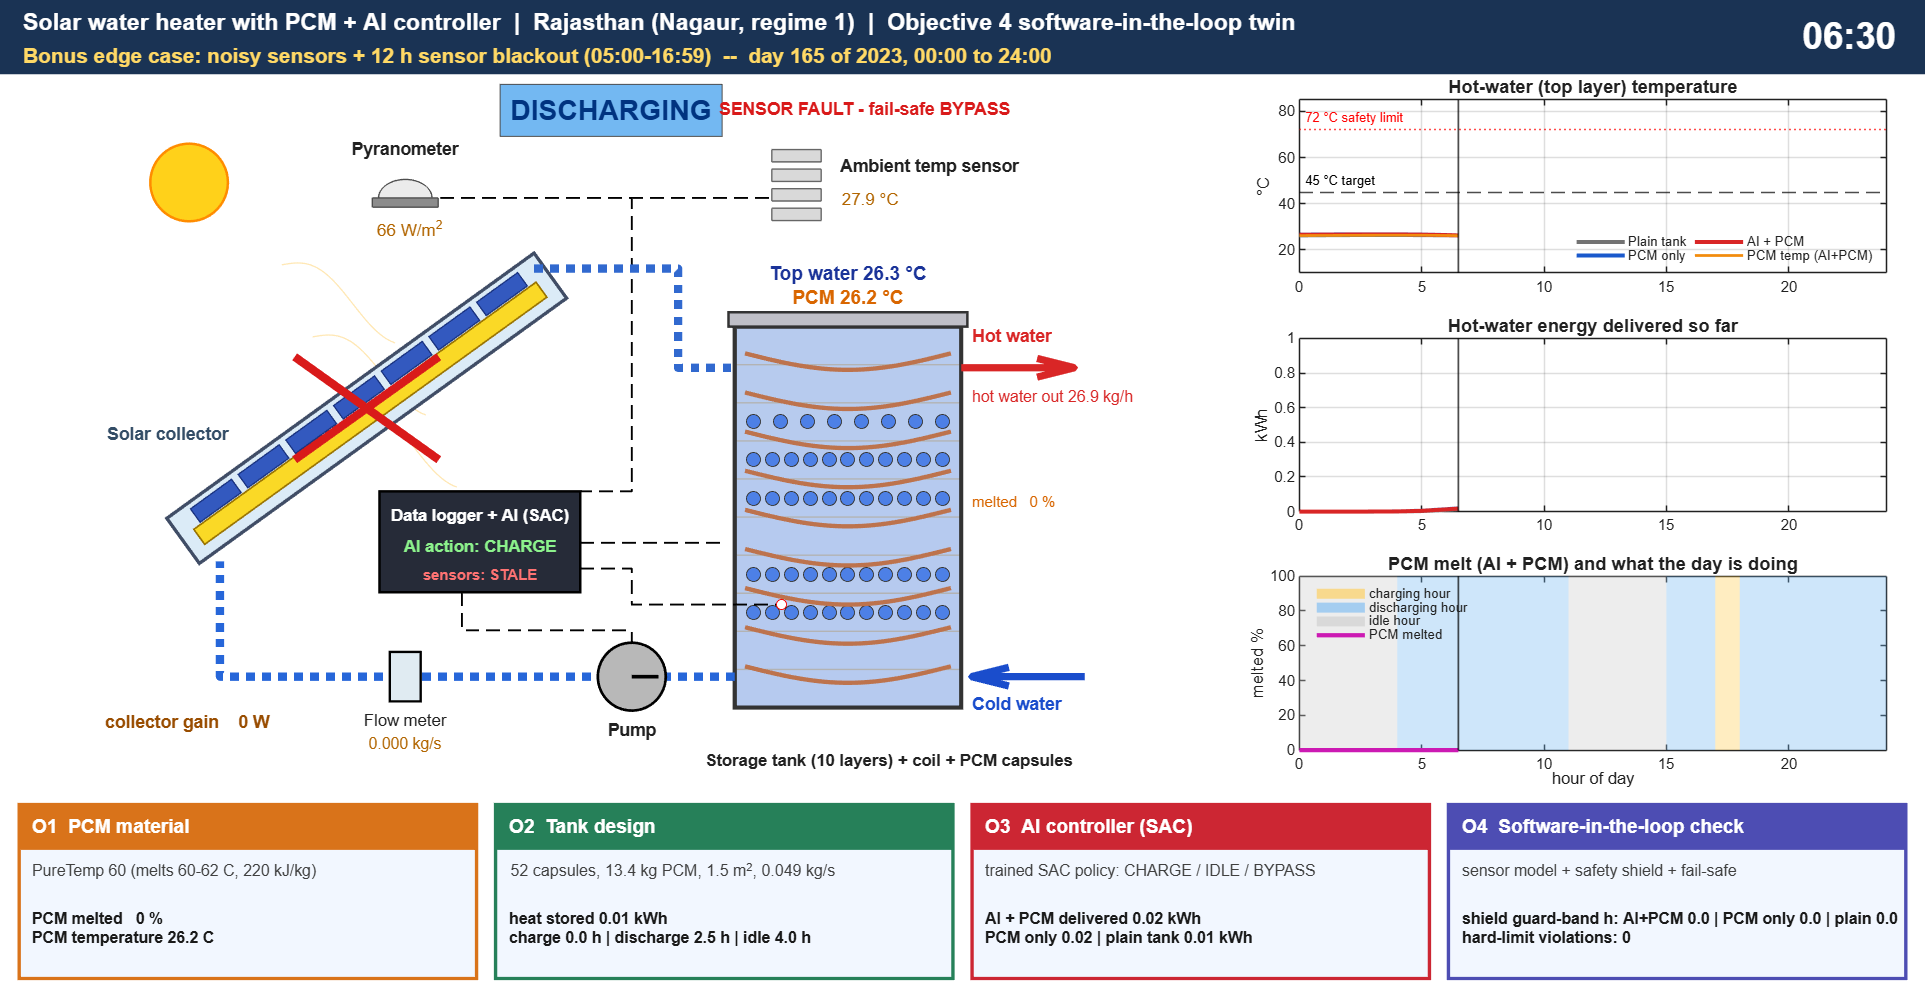 Solar water heater with PCM + AI controller | Rajasthan (Nagaur, regime 1) | Objective 4 software-in-the-loop twin
Bonus edge case: noisy sensors + 12 h sensor blackout (05:00-16:59) -- day 165 of 2023, 00:00 to 24:00
06:30
DISCHARGING
SENSOR FAULT - fail-safe BYPASS
Pyranometer
66 W/m²
Ambient temp sensor
27.9 °C
Top water 26.3 °C
PCM 26.2 °C
Hot water
hot water out 26.9 kg/h
Solar collector
melted 0 %
Data logger + AI (SAC)
AI action: CHARGE
sensors: STALE
collector gain 0 W
Flow meter
0.000 kg/s
Pump
Cold water
Storage tank (10 layers) + coil + PCM capsules
Hot-water (top layer) temperature
72 °C safety limit
45 °C target
°C
80
60
40
20
Plain tank
PCM only
AI + PCM
PCM temp (AI+PCM)
0 5 10 15 20
Hot-water energy delivered so far
kWh
1
0.8
0.6
0.4
0.2
0
0 5 10 15 20
PCM melt (AI + PCM) and what the day is doing
melted %
100
80
60
40
20
0
charging hour
discharging hour
idle hour
PCM melted
0 5 10 15 20
hour of day
O1 PCM material
PureTemp 60 (melts 60-62 C, 220 kJ/kg)
PCM melted 0 %
PCM temperature 26.2 C
O2 Tank design
52 capsules, 13.4 kg PCM, 1.5 m², 0.049 kg/s
heat stored 0.01 kWh
charge 0.0 h | discharge 2.5 h | idle 4.0 h
O3 AI controller (SAC)
trained SAC policy: CHARGE / IDLE / BYPASS
AI + PCM delivered 0.02 kWh
PCM only 0.02 | plain tank 0.01 kWh
O4 Software-in-the-loop check
sensor model + safety shield + fail-safe
shield guard-band h: AI+PCM 0.0 | PCM only 0.0 | plain 0.0
hard-limit violations: 0